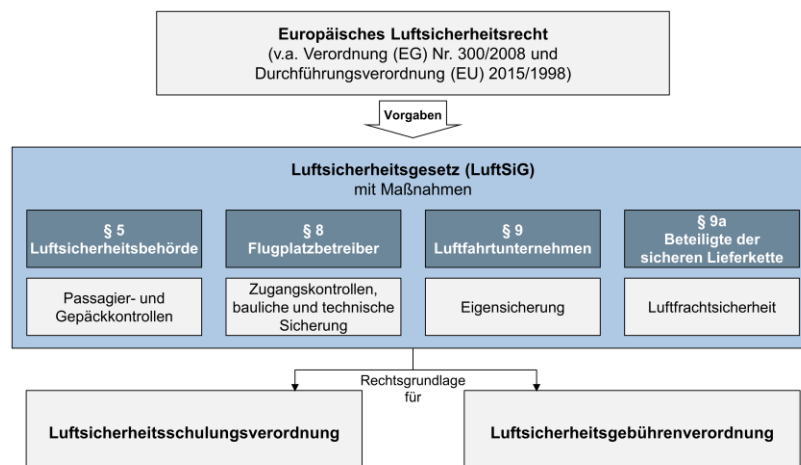 Europäisches Luftsicherheitsrecht
(v.a. Verordnung (EG) Nr. 300/2008 und
Durchführungsverordnung (EU) 2015/1998)
Vorgaben
Luftsicherheitsgesetz (LuftSiG)
mit Maßnahmen
§ 5
Luftsicherheitsbehörde
§ 8
Flugplatzbetreiber
§ 9
Luftfahrtunternehmen
§ 9a
Beteiligte der
sicheren Lieferkette
Passagier- und
Gepäckkontrollen
Zugangskontrollen,
bauliche und technische
Sicherung
Eigensicherung
Luftfrachtsicherheit
Rechtsgrundlage
für
Luftsicherheitsschulungsverordnung
Luftsicherheitsgebührenverordnung